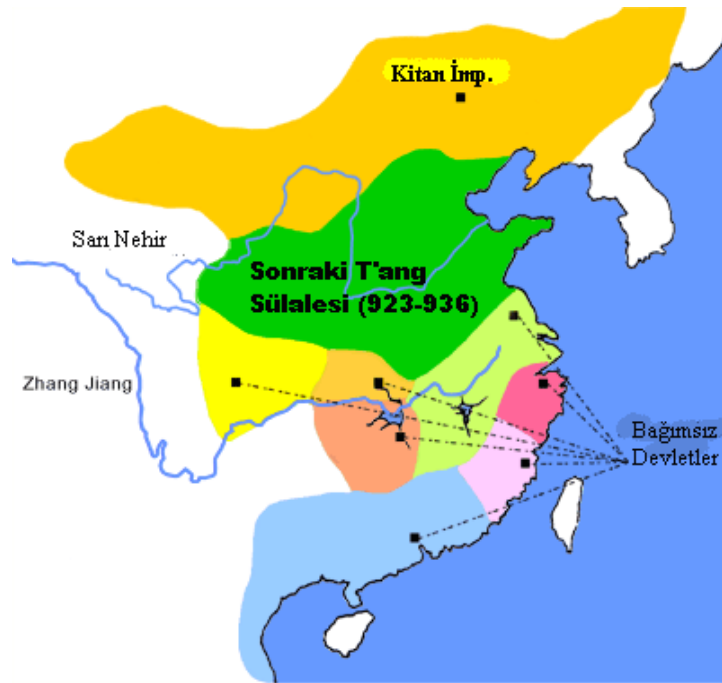 Kitan İmp.
Sarı Nehir
Sonraki T'ang
Sülalesi (923-936)
Zhang Jiang
Bağımsız
Devletler